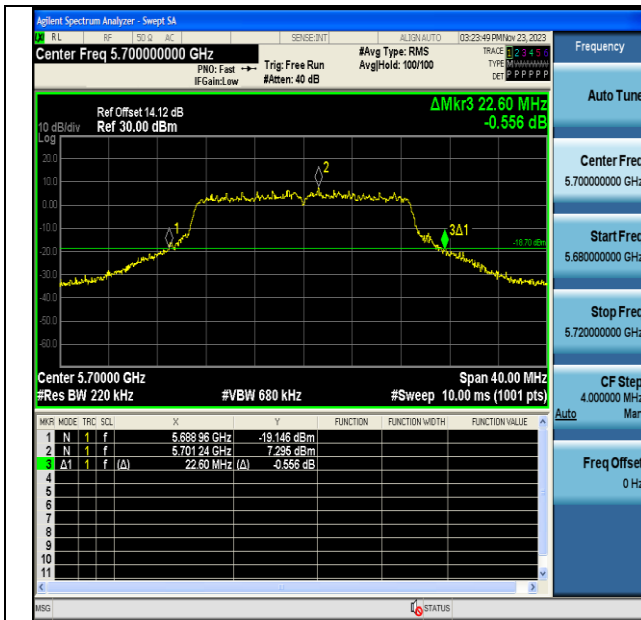 Agilent Spectrum Analyzer - Swept SA
RL RF 50 Ω AC SENSE:INT ALIGN AUTO 03:23:49 PM Nov 23, 2023
Center Freq 5.700000000 GHz
PNO: Fast
IFGain:Low
Trig: Free Run
#Atten: 40 dB
#Avg Type: RMS
Avg|Hold: 100/100
TRACE 1 2 3 4 5 6
TYPE M
DET P P P P P P
Ref Offset 14.12 dB
Ref 30.00 dBm
10 dB/div
Log
ΔMkr3 22.60 MHz
-0.556 dB
20.0
10.0
0.00
-10.0
-20.0
-30.0
-40.0
-50.0
-60.0
1
2
3Δ1
-18.70 dBm
Center 5.70000 GHz Span 40.00 MHz
#Res BW 220 kHz #VBW 680 kHz #Sweep 10.00 ms (1001 pts)
MKR MODE TRC SCL X Y FUNCTION FUNCTION WIDTH FUNCTION VALUE
1 N 1 f 5.688 96 GHz -19.146 dBm
2 N 1 f 5.701 24 GHz 7.295 dBm
3 Δ1 1 f (Δ) 22.60 MHz (Δ) -0.556 dB
4
5
6
7
8
9
10
11
MSG STATUS
Frequency
Auto Tune
Center Freq
5.700000000 GHz
Start Freq
5.680000000 GHz
Stop Freq
5.720000000 GHz
CF Step
4.000000 MHz
Auto Man
Freq Offset
0 Hz